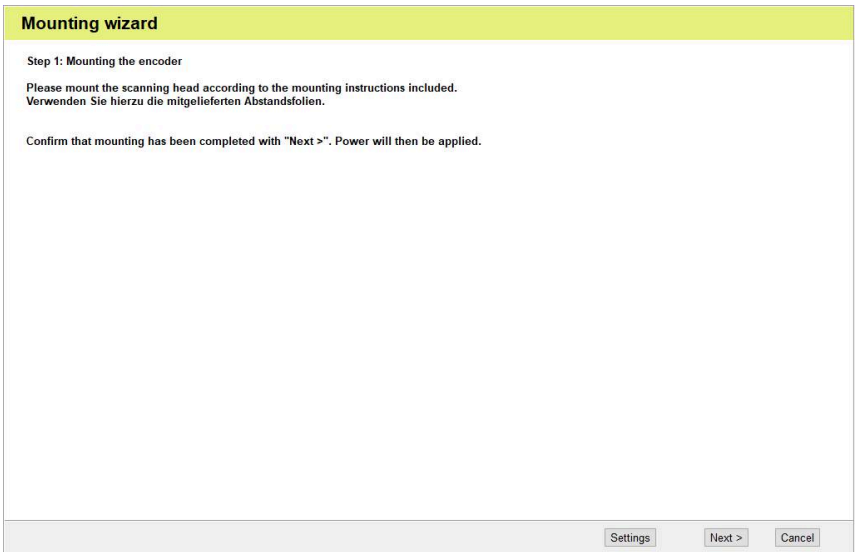 Mounting wizard
Step 1: Mounting the encoder
Please mount the scanning head according to the mounting instructions included.
Verwenden Sie hierzu die mitgelieferten Abstandsfolien.
Confirm that mounting has been completed with "Next >". Power will then be applied.
Settings
Next >
Cancel